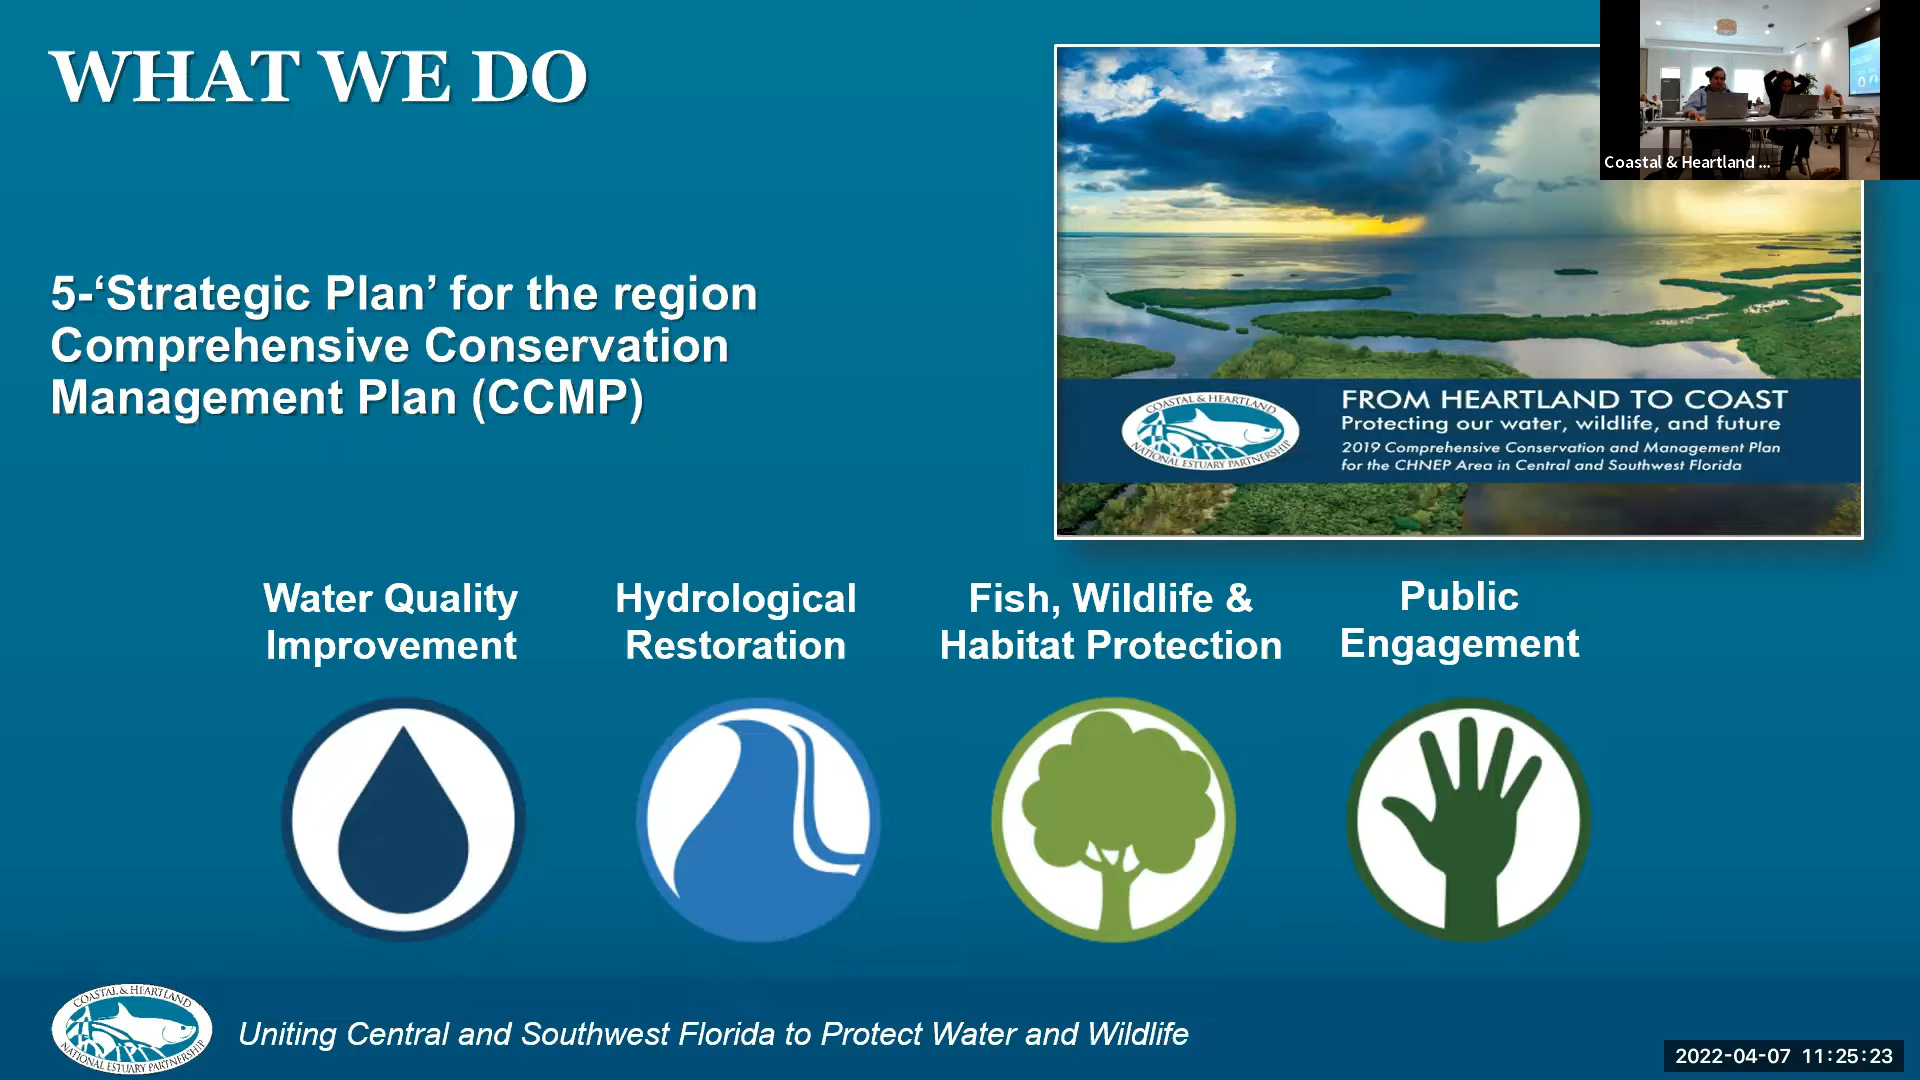 WHAT WE DO
Coastal & Heartland ...
5-‘Strategic Plan’ for the region
Comprehensive Conservation
Management Plan (CCMP)
COASTAL & HEARTLAND
NATIONAL ESTUARY PARTNERSHIP
FROM HEARTLAND TO COAST
Protecting our water, wildlife, and future
2019 Comprehensive Conservation and Management Plan
for the CHNEP Area in Central and Southwest Florida
Water Quality
Improvement
Hydrological
Restoration
Fish, Wildlife &
Habitat Protection
Public
Engagement
COASTAL & HEARTLAND
NATIONAL ESTUARY PARTNERSHIP
Uniting Central and Southwest Florida to Protect Water and Wildlife
2022-04-07 11:25:23